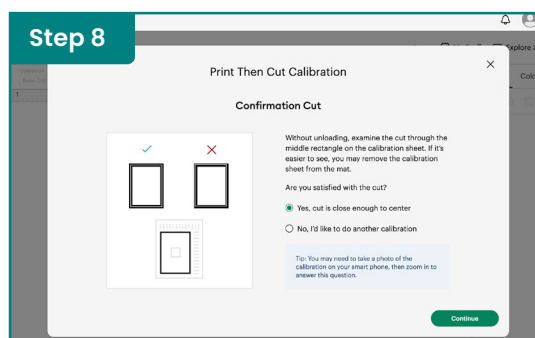 Step 8
Explore
Print Then Cut Calibration
Colo
1
Confirmation Cut
Without unloading, examine the cut through the
middle rectangle on the calibration sheet. If it's
easier to see, you may remove the calibration
sheet from the mat.
Are you satisfied with the cut?
Yes, cut is close enough to center
No, I'd like to do another calibration
Tip: You may need to take a photo of the
calibration on your smart phone, then zoom in to
answer this question.
Continue